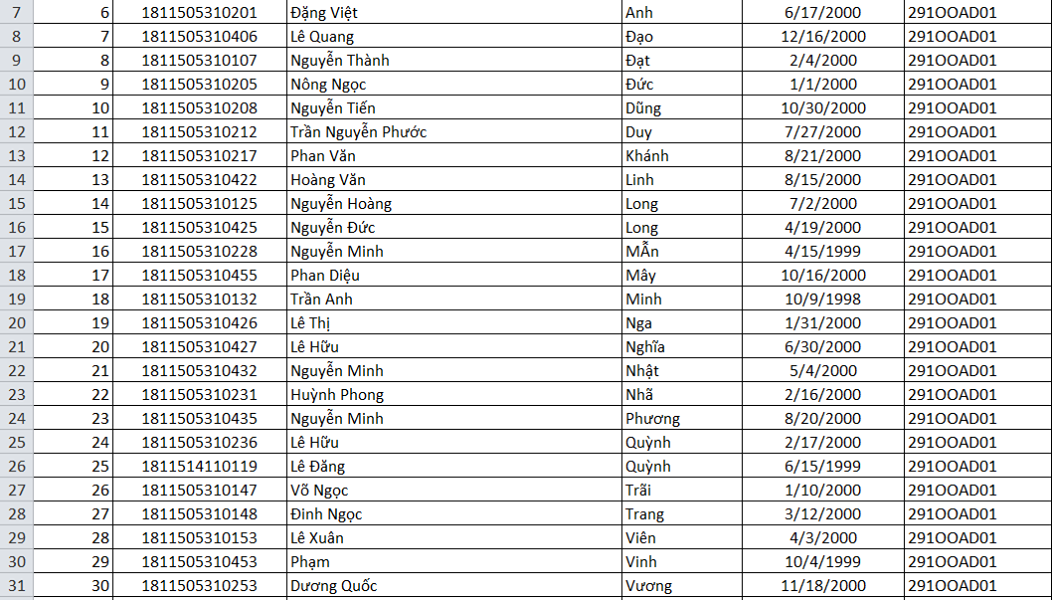 7 6 1811505310201 Đặng Việt Anh 6/17/2000 291OOAD01
8 7 1811505310406 Lê Quang Đạo 12/16/2000 291OOAD01
9 8 1811505310107 Nguyễn Thành Đạt 2/4/2000 291OOAD01
10 9 1811505310205 Nông Ngọc Đức 1/1/2000 291OOAD01
11 10 1811505310208 Nguyễn Tiến Dũng 10/30/2000 291OOAD01
12 11 1811505310212 Trần Nguyễn Phước Duy 7/27/2000 291OOAD01
13 12 1811505310217 Phan Văn Khánh 8/21/2000 291OOAD01
14 13 1811505310422 Hoàng Văn Linh 8/15/2000 291OOAD01
15 14 1811505310125 Nguyễn Hoàng Long 7/2/2000 291OOAD01
16 15 1811505310425 Nguyễn Đức Long 4/19/2000 291OOAD01
17 16 1811505310228 Nguyễn Minh MẪn 4/15/1999 291OOAD01
18 17 1811505310455 Phan Diệu Mây 10/16/2000 291OOAD01
19 18 1811505310132 Trần Anh Minh 10/9/1998 291OOAD01
20 19 1811505310426 Lê Thị Nga 1/31/2000 291OOAD01
21 20 1811505310427 Lê Hữu Nghĩa 6/30/2000 291OOAD01
22 21 1811505310432 Nguyễn Minh Nhật 5/4/2000 291OOAD01
23 22 1811505310231 Huỳnh Phong Nhã 2/16/2000 291OOAD01
24 23 1811505310435 Nguyễn Minh Phương 8/20/2000 291OOAD01
25 24 1811505310236 Lê Hữu Quỳnh 2/17/2000 291OOAD01
26 25 1811514110119 Lê Đăng Quỳnh 6/15/1999 291OOAD01
27 26 1811505310147 Võ Ngọc Trãi 1/10/2000 291OOAD01
28 27 1811505310148 Đinh Ngọc Trang 3/12/2000 291OOAD01
29 28 1811505310153 Lê Xuân Viên 4/3/2000 291OOAD01
30 29 1811505310453 Phạm Vinh 10/4/1999 291OOAD01
31 30 1811505310253 Dương Quốc Vương 11/18/2000 291OOAD01